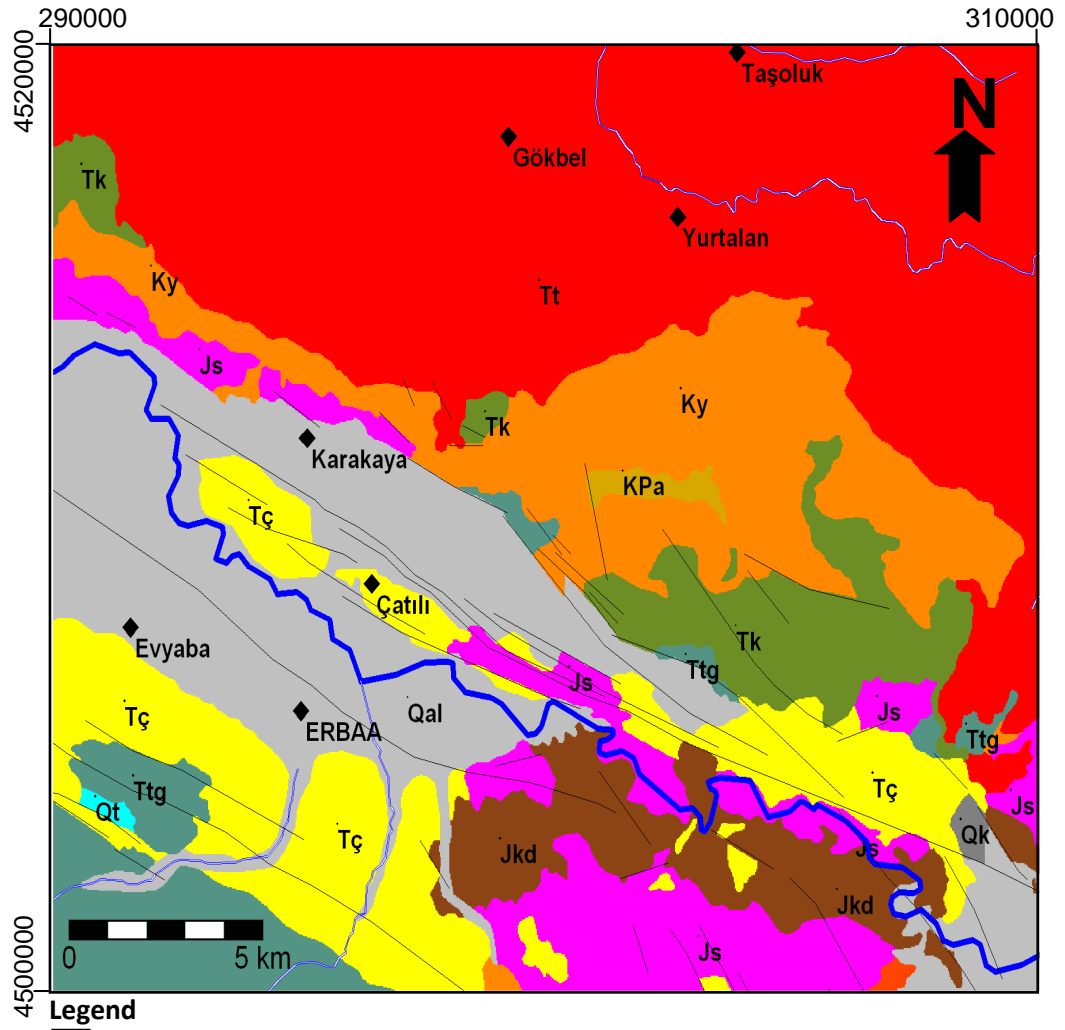 290000
310000
4520000
Taşoluk
N
Gökbel
Tk
Yurtalan
Ky
Tt
Js
Ky
Tk
Karakaya
KPa
Tç
Çatılı
Evyaba
Tk
Ttg
Js
Tç
Qal
Js
ERBAA
Ttg
Ttg
Tç
Js
Qt
Qk
Tç
Jkd
Js
Jkd
Js
0
5 km
4500000
Legend